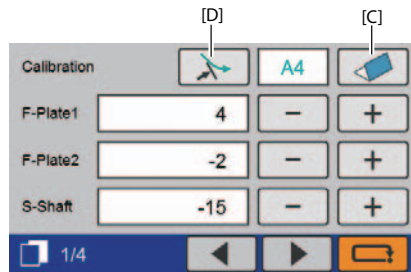 [D] [C]
Calibration A4
F-Plate1 4 − +
F-Plate2 -2 − +
S-Shaft -15 − +
1/4